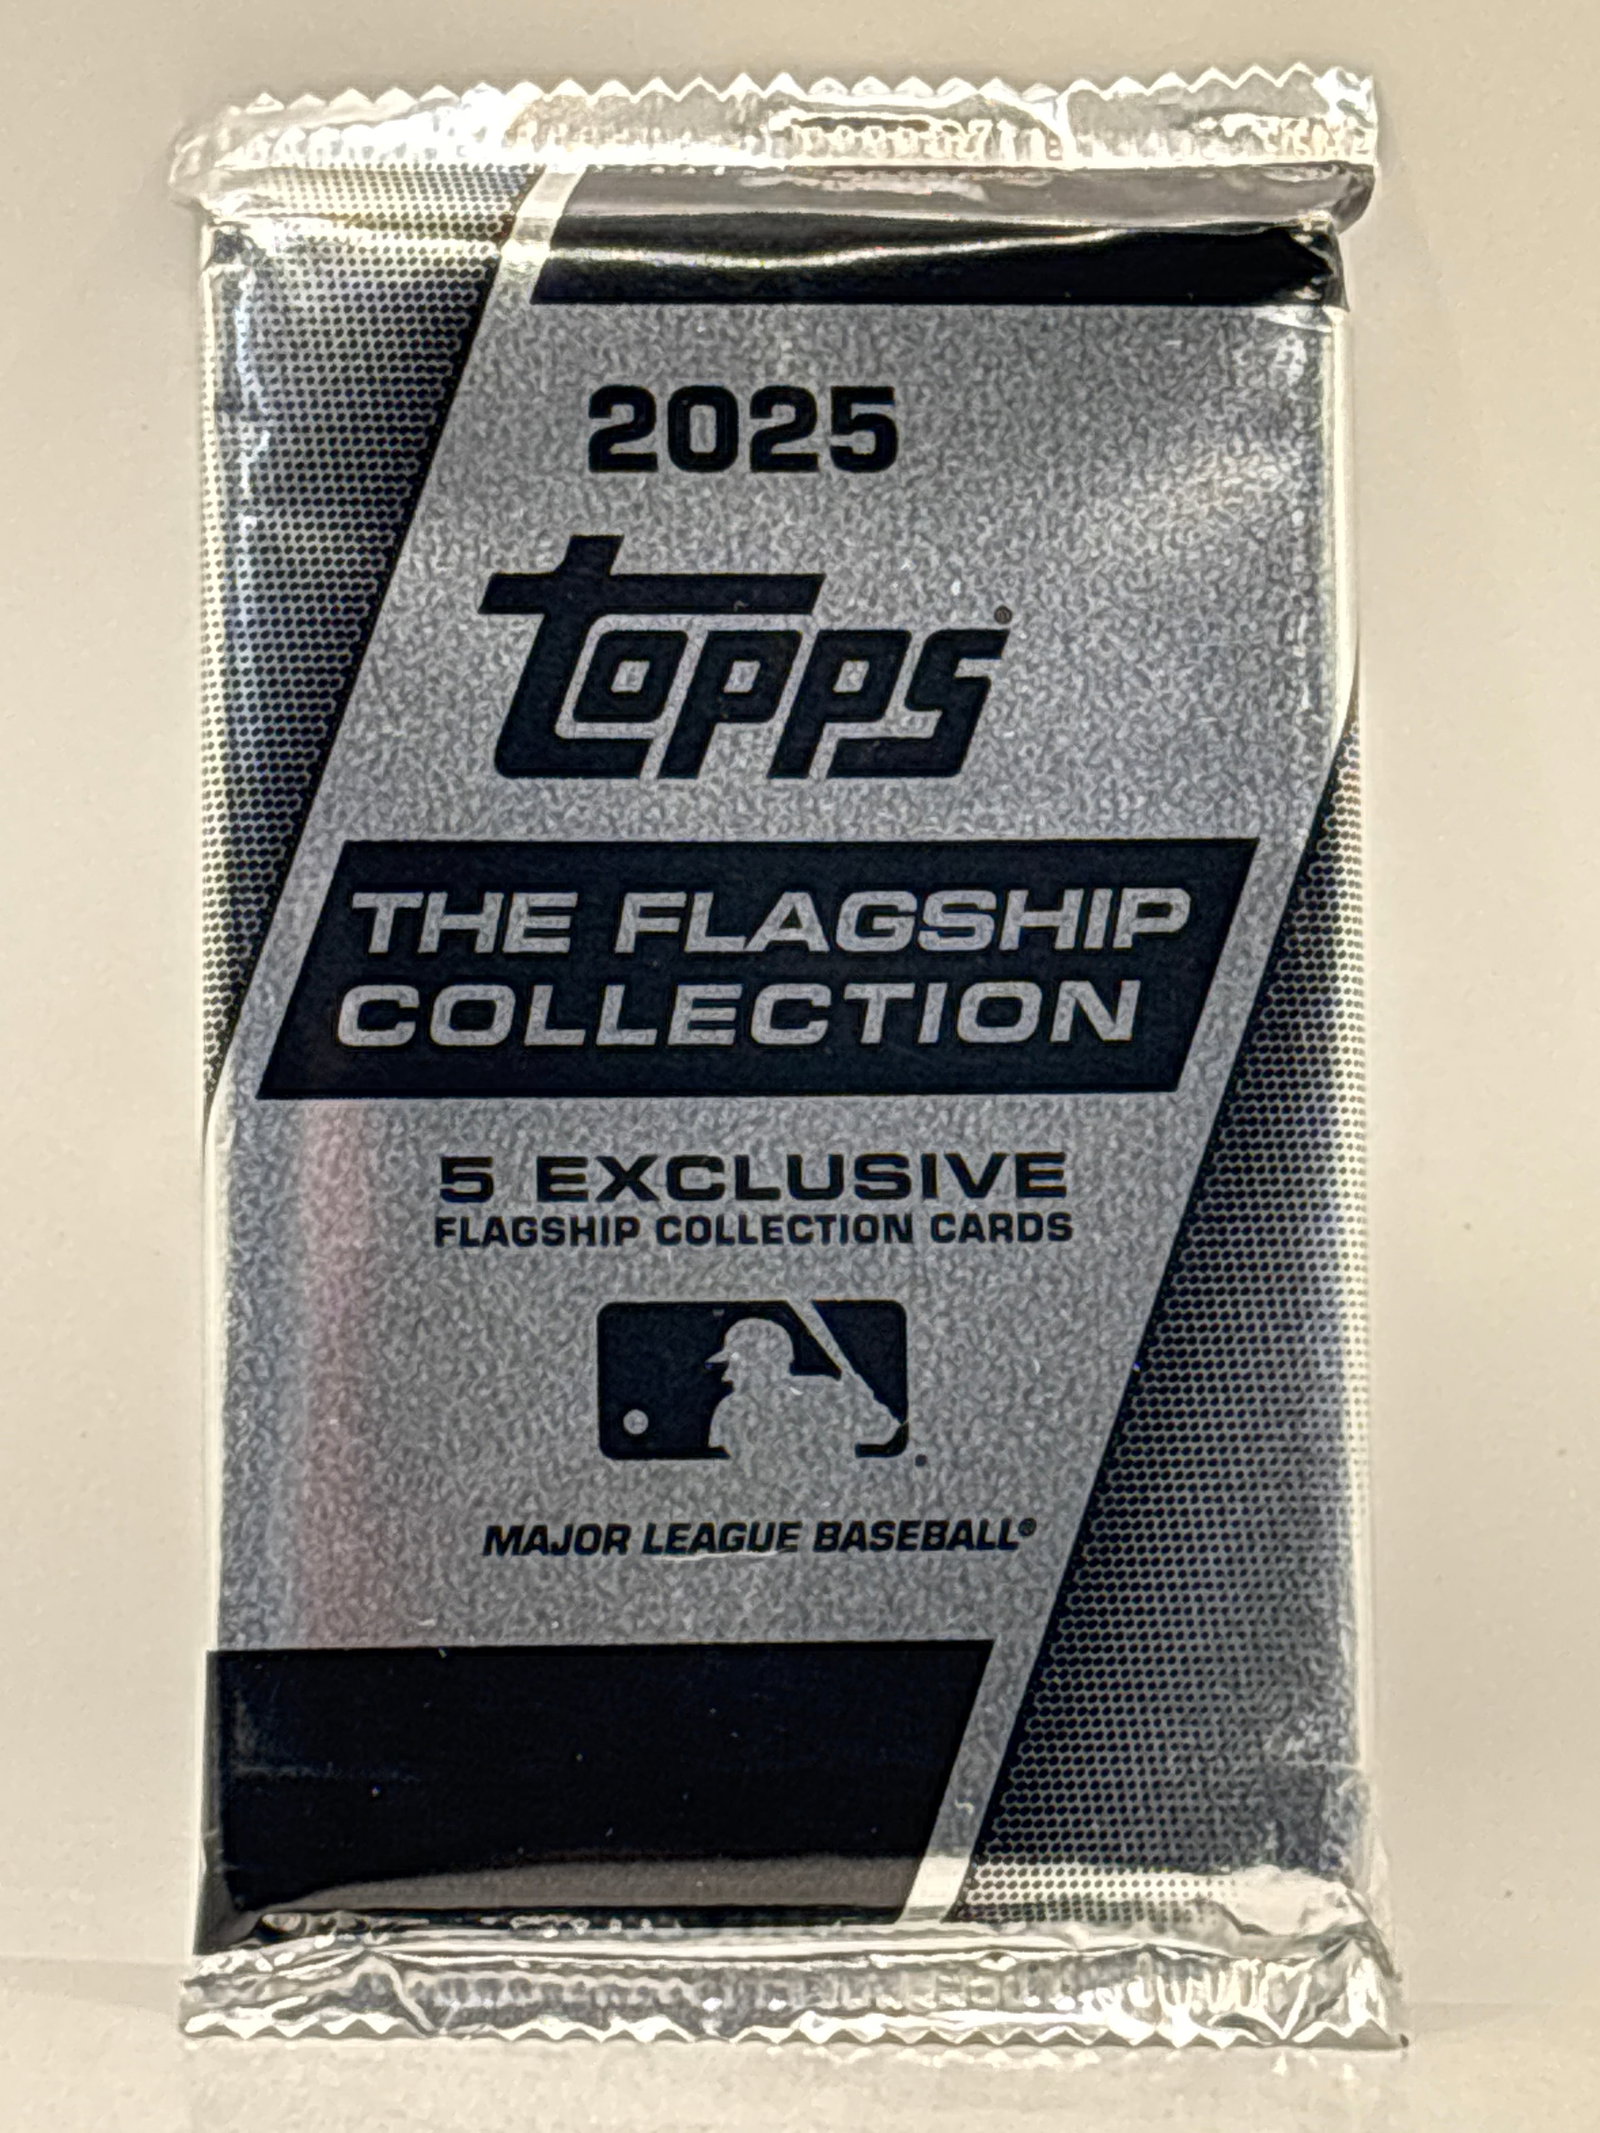 2025
topps®
THE FLAGSHIP
COLLECTION
5 EXCLUSIVE
FLAGSHIP COLLECTION CARDS
MAJOR LEAGUE BASEBALL®